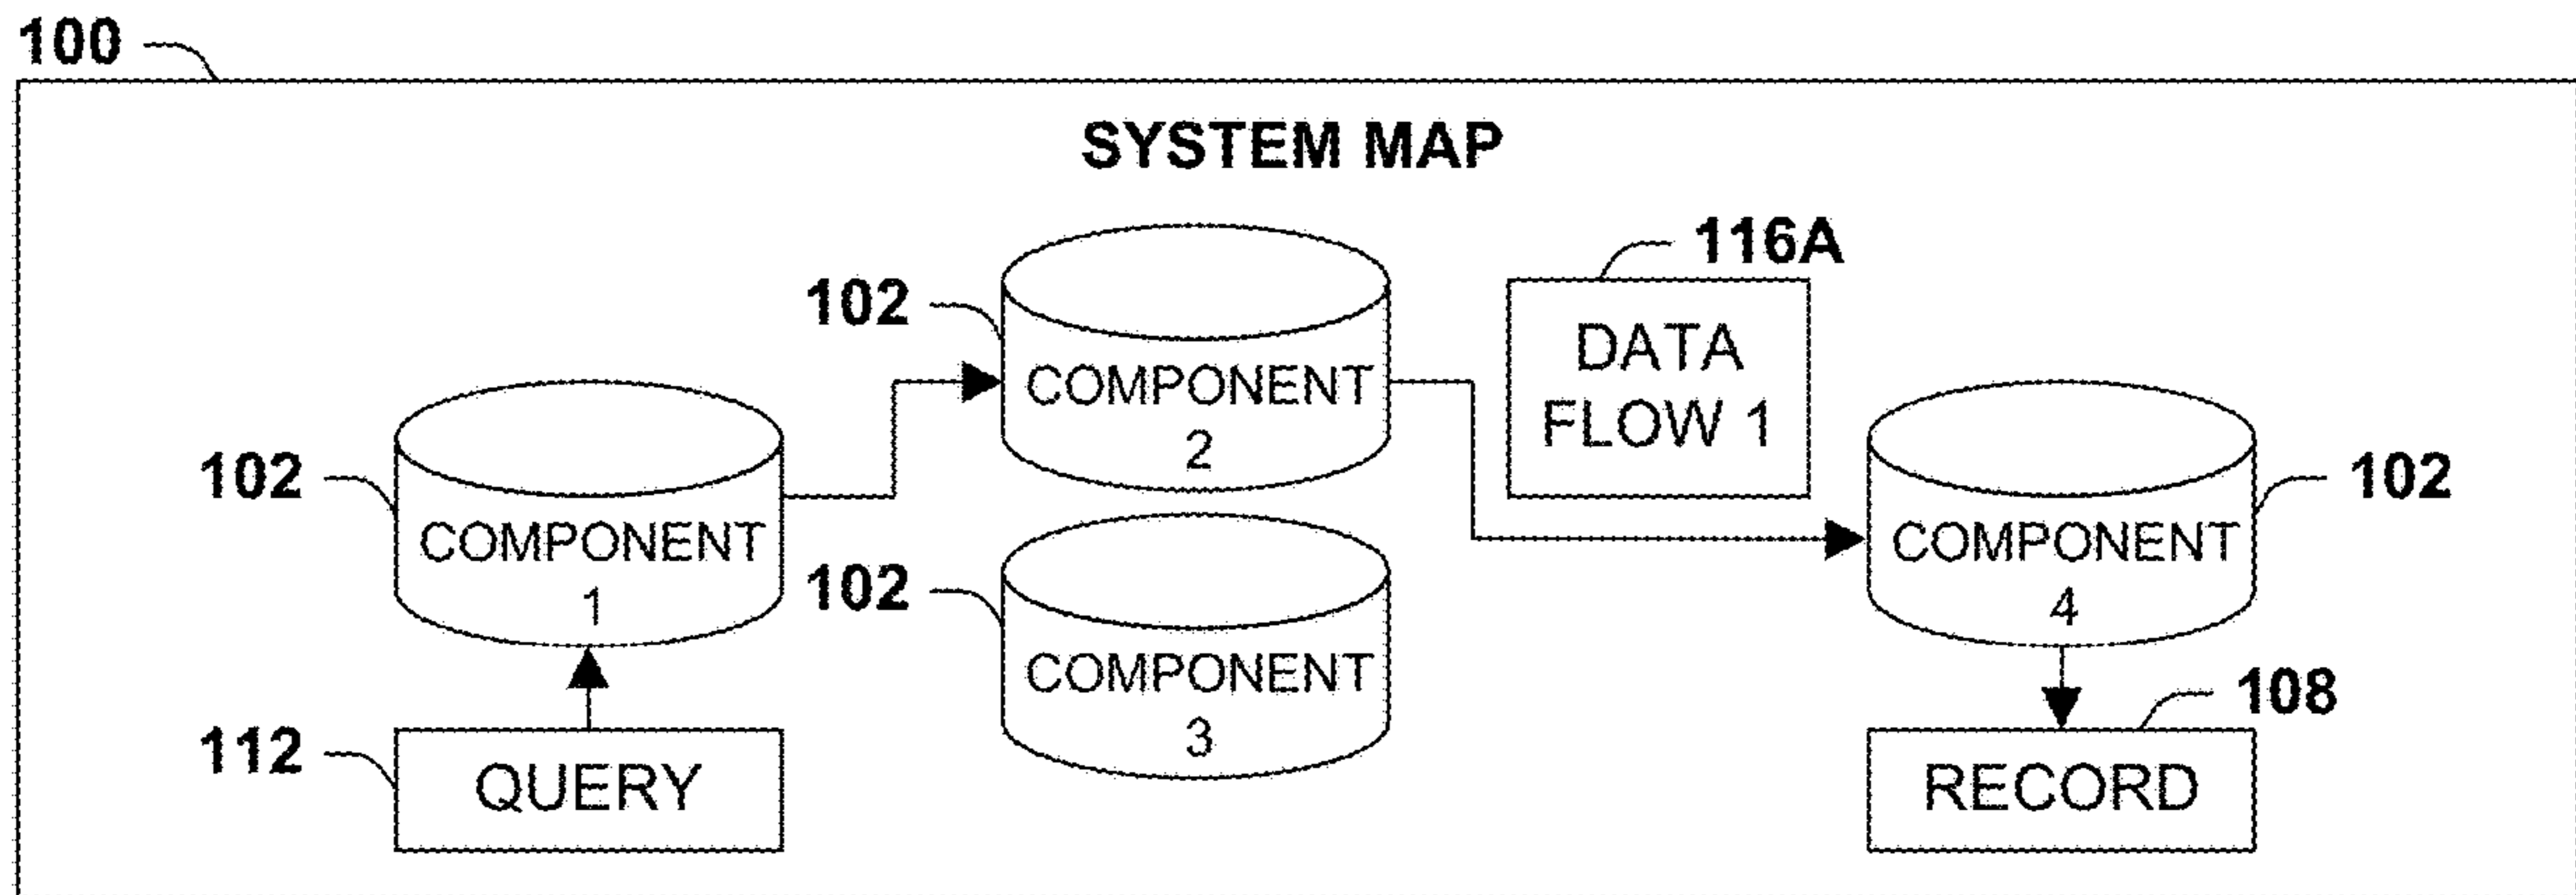 100
SYSTEM MAP
116A
DATA
FLOW 1
102
COMPONENT
2
102
COMPONENT
1
102
COMPONENT
4
102
COMPONENT
3
112
QUERY
108
RECORD